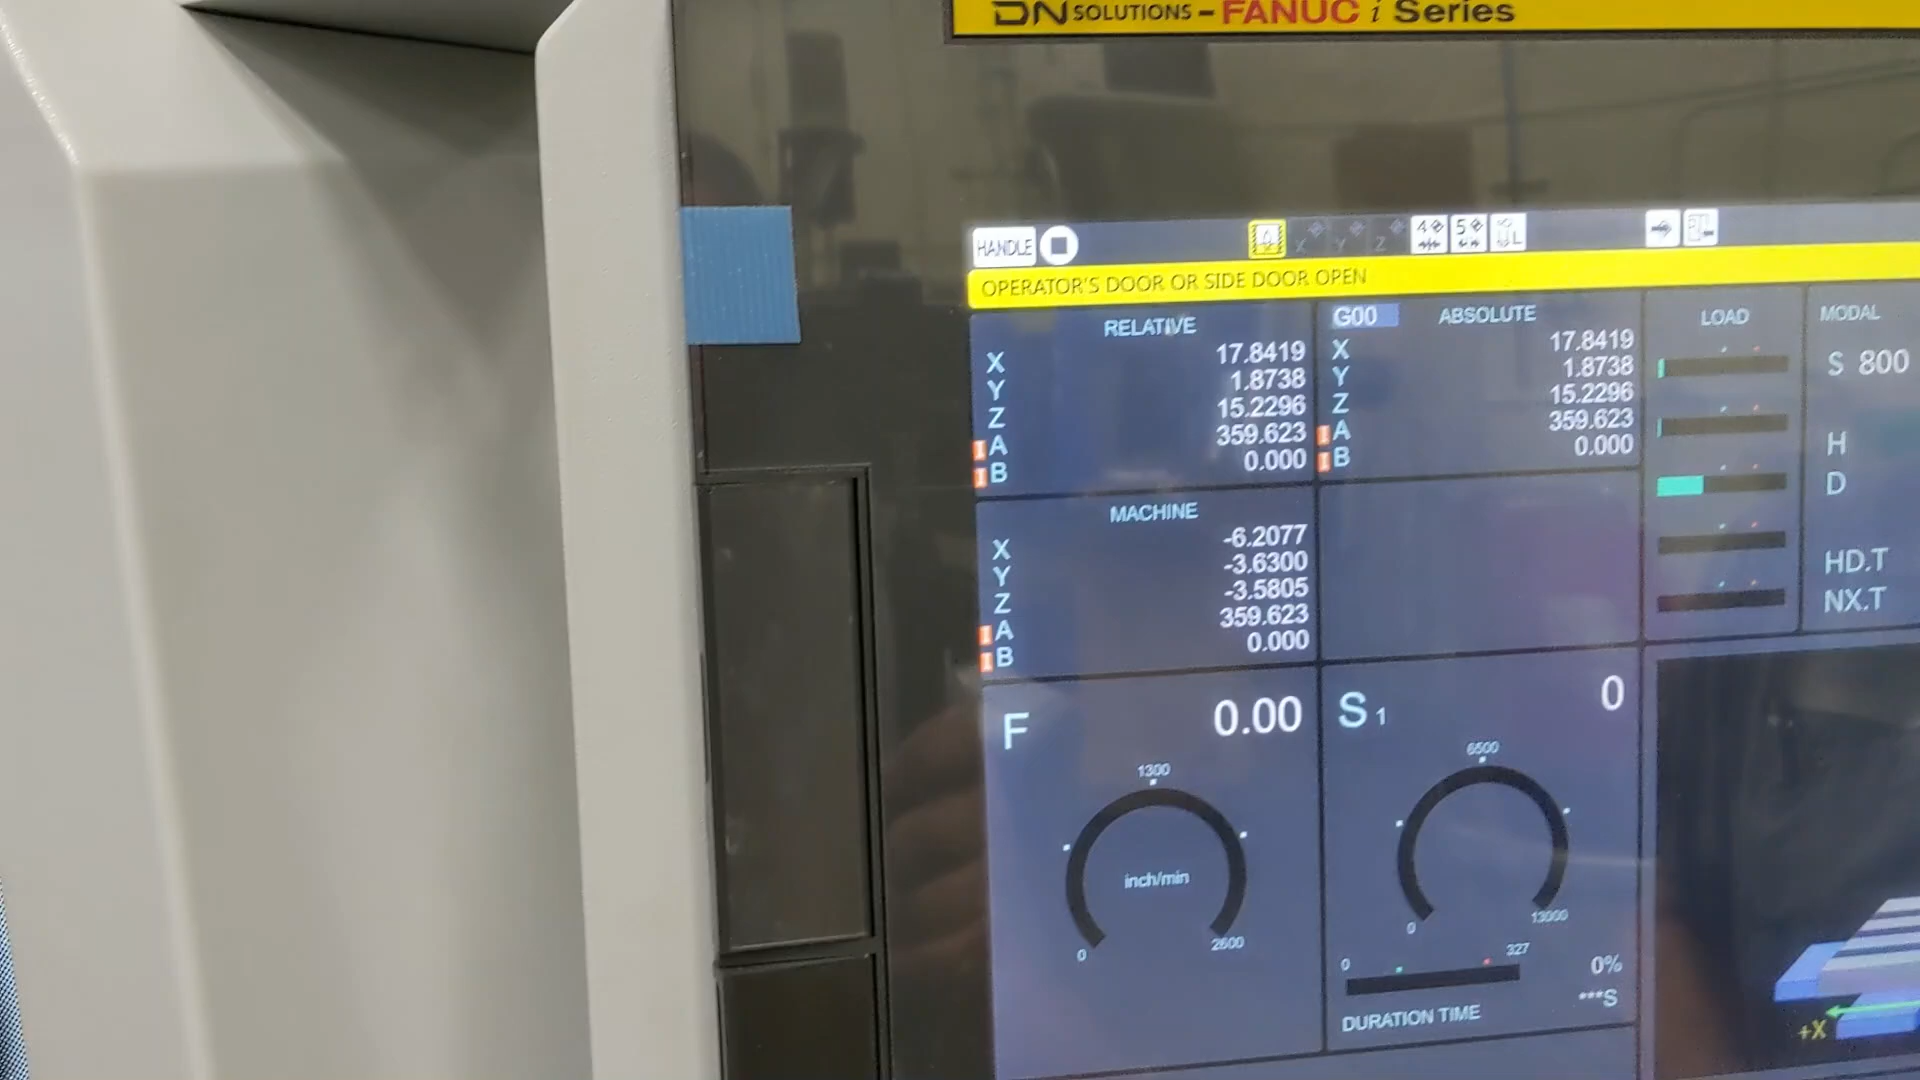 DN SOLUTIONS - FANUC i Series
HANDLE
4
5
OPERATOR'S DOOR OR SIDE DOOR OPEN
RELATIVE
X 17.8419
Y 1.8738
Z 15.2296
I A 359.623
I B 0.000
G00 ABSOLUTE
X 17.8419
Y 1.8738
Z 15.2296
I A 359.623
I B 0.000
LOAD
MODAL
S 800
H
D
HD.T
NX.T
MACHINE
X -6.2077
Y -3.6300
Z -3.5805
I A 359.623
I B 0.000
F 0.00
1300
inch/min
0 2600
S 1 0
6500
0 13000
0 327
0%
***S
DURATION TIME
+X